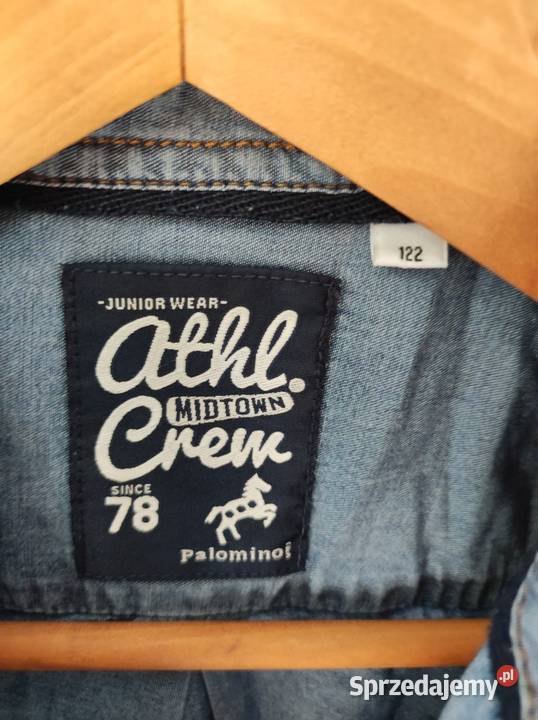 122
-JUNIOR WEAR-
athl.
MIDTOWN
Crew
SINCE
78
Palomino®
Sprzedajemy.pl